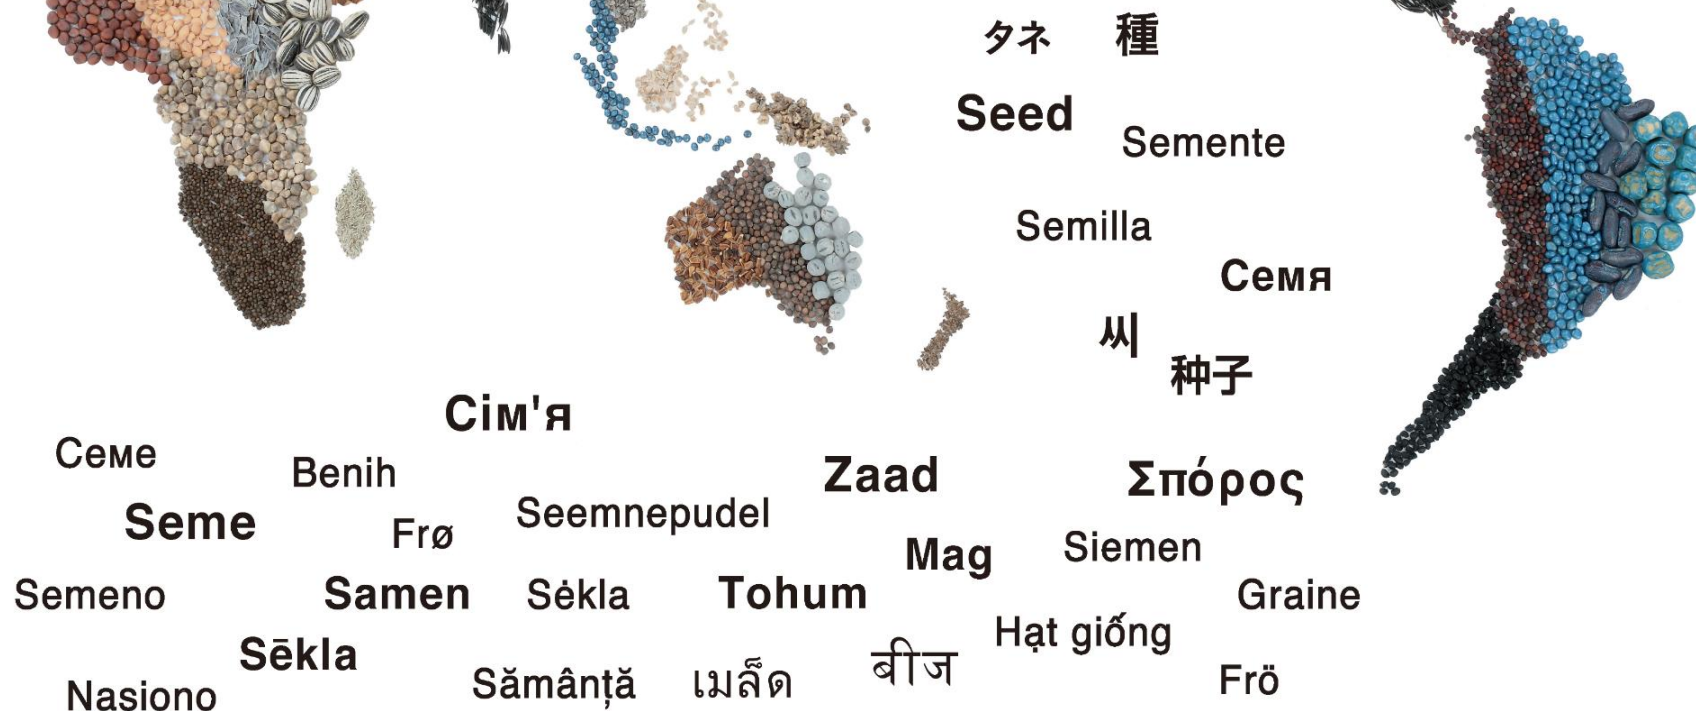 タネ 種
Seed
Semente
Semilla
Семя
씨
种子
Сім'я
Семе
Benih
Zaad
Σπόρος
Seme
Frø
Seemnepudel
Mag
Siemen
Semeno
Samen
Sėkla
Tohum
Graine
Hạt giống
Sēkla
Nasiono
Sămânță
เมล็ด
बीज
Frö